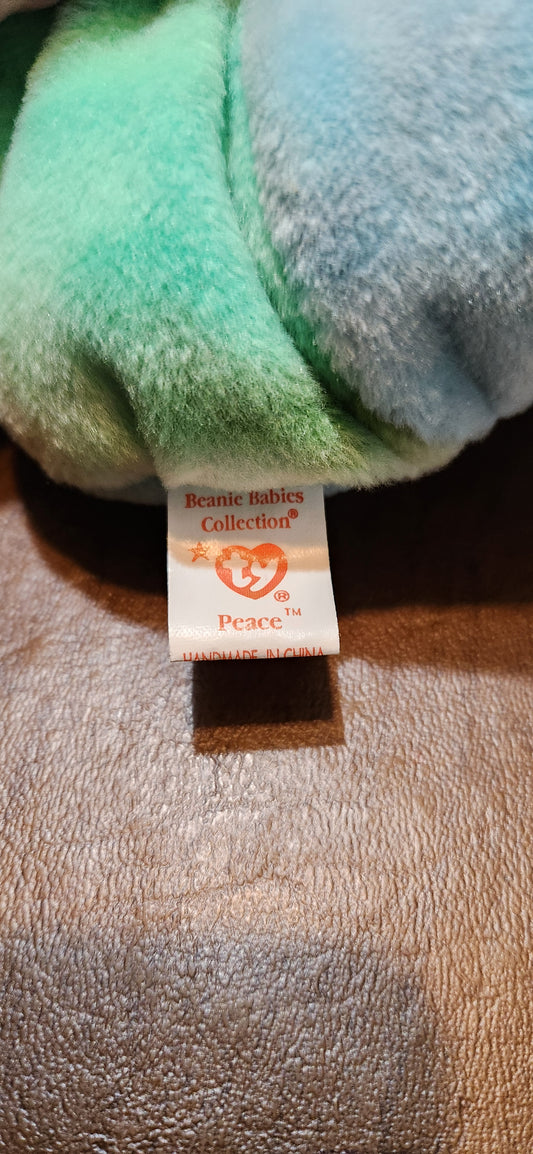 Beanie Babies
Collection®
ty®
Peace™
HANDMADE IN CHINA